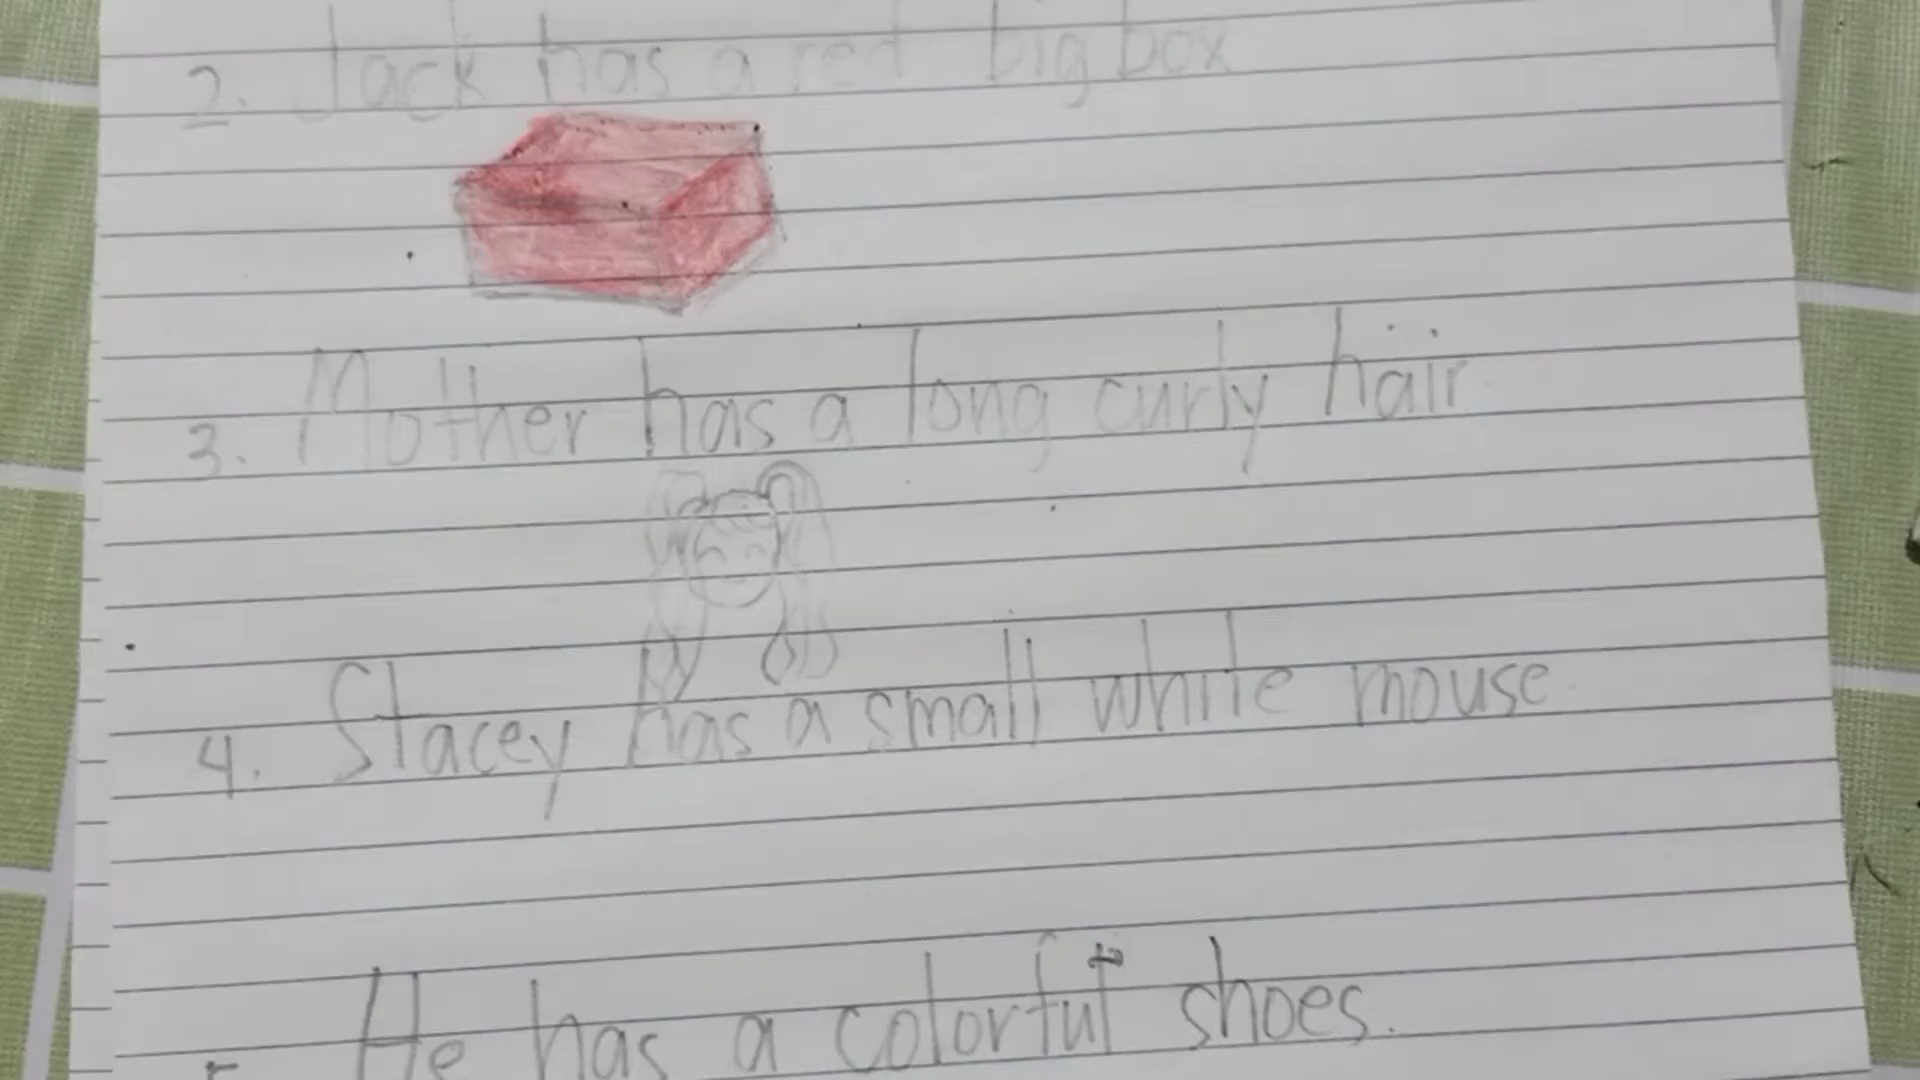 2. Jack has a red big box
3. Mother has a long curly hair.
4. Stacey has a small white mouse.
He has a colorful shoes.